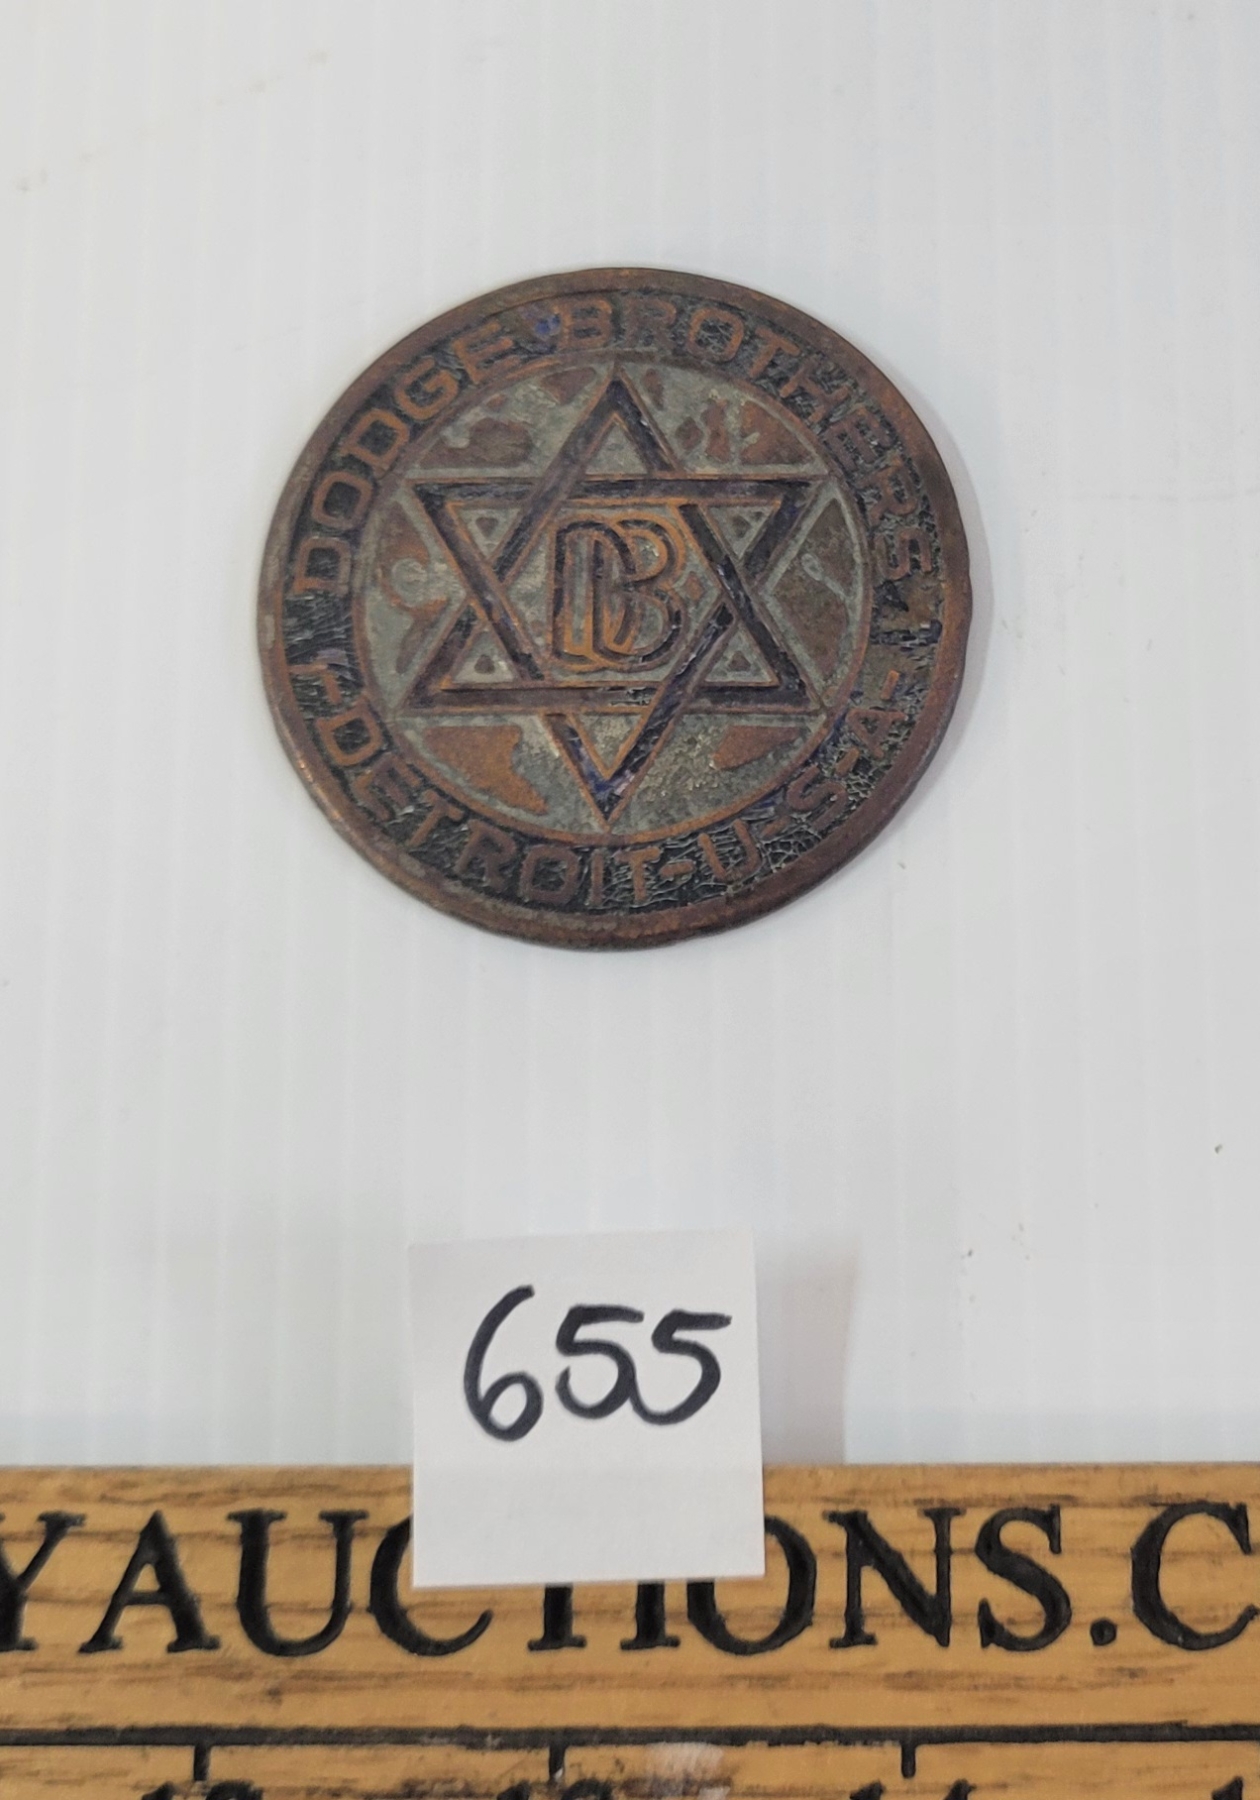 DODGE BROTHERS
DETROIT-U-S-A-
DB
655
YAUCTIONS.C